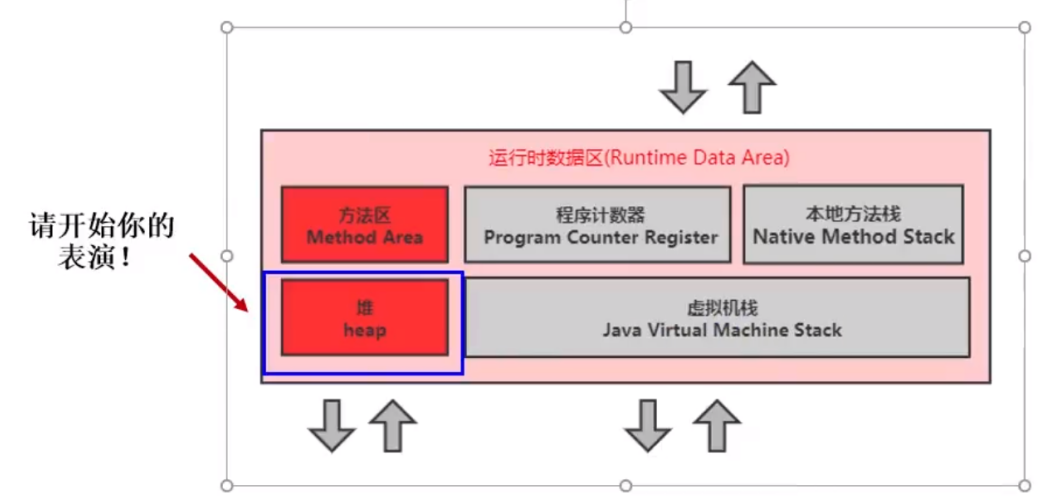 运行时数据区(Runtime Data Area)
方法区
Method Area
程序计数器
Program Counter Register
本地方法栈
Native Method Stack
请开始你的
表演!
堆
heap
虚拟机栈
Java Virtual Machine Stack